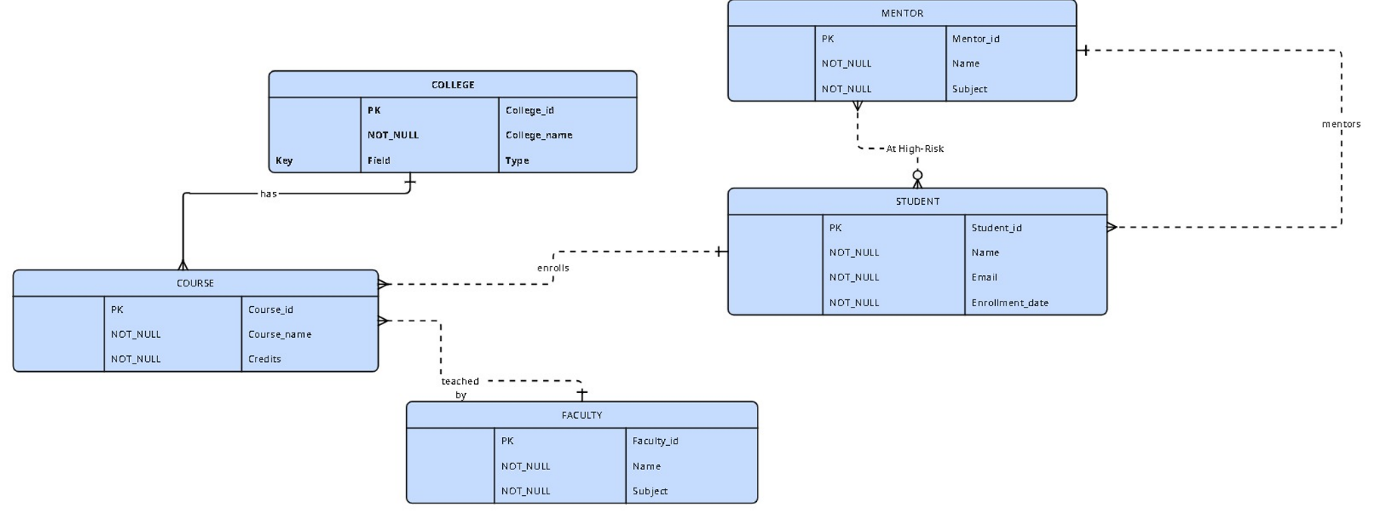 MENTOR
PK Mentor_id
NOT_NULL Name
NOT_NULL Subject
COLLEGE
PK College_id
NOT_NULL College_name
Key Field Type
mentors
At High-Risk
has
STUDENT
PK Student_id
NOT_NULL Name
NOT_NULL Email
NOT_NULL Enrollment_date
enrolls
COURSE
PK Course_id
NOT_NULL Course_name
NOT_NULL Credits
teached
by
FACULTY
PK Faculty_id
NOT_NULL Name
NOT_NULL Subject